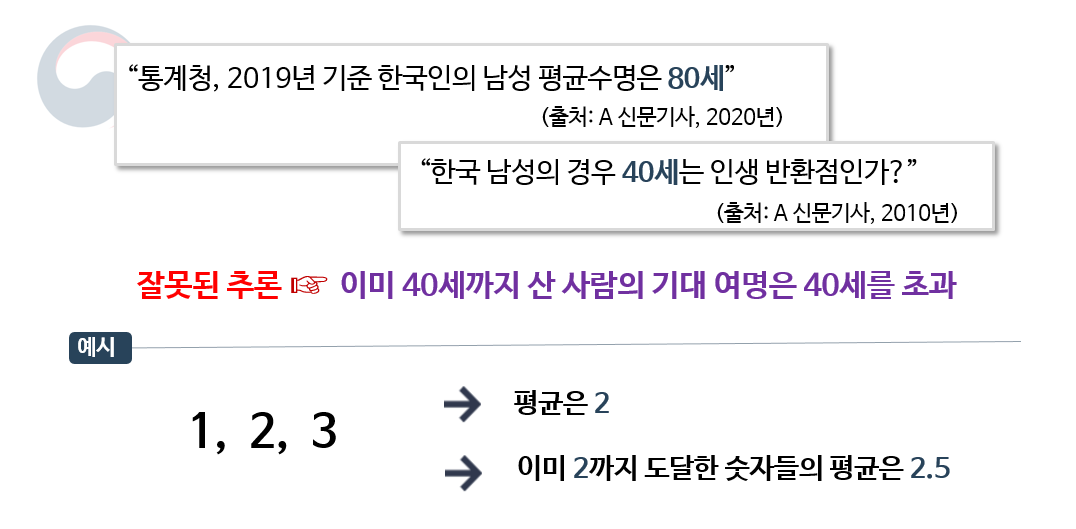 “통계청, 2019년 기준 한국인의 남성 평균수명은 80세”
(출처: A 신문기사, 2020년)
“한국 남성의 경우 40세는 인생 반환점인가?”
(출처: A 신문기사, 2010년)
잘못된 추론 ☞ 이미 40세까지 산 사람의 기대 여명은 40세를 초과
예시
1, 2, 3
→ 평균은 2
→ 이미 2까지 도달한 숫자들의 평균은 2.5